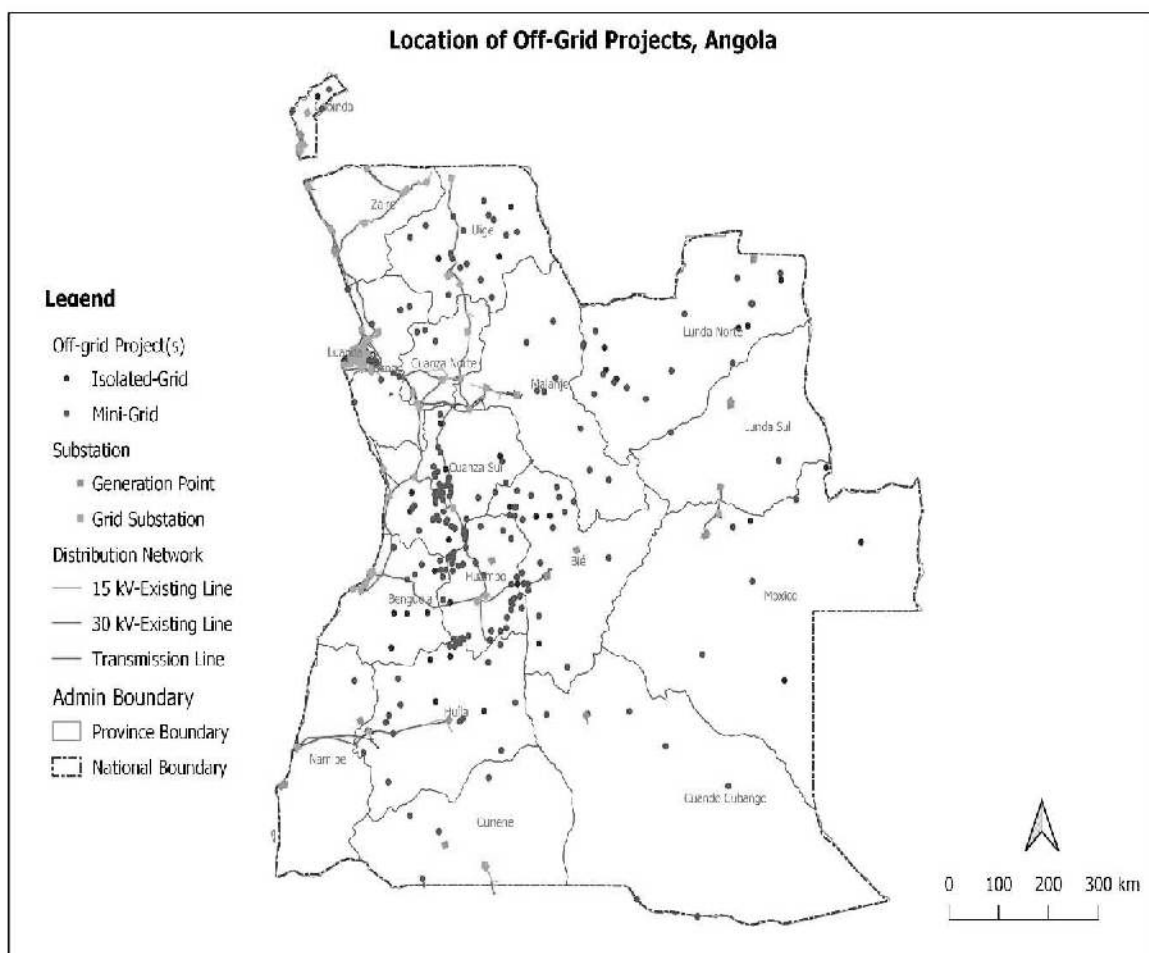 Location of Off-Grid Projects, Angola
Zaire
Uige
Legend
Off-grid Project(s)
Isolated-Grid
Mini-Grid
Substation
Generation Point
Grid Substation
Distribution Network
15 kV-Existing Line
30 kV-Existing Line
Transmission Line
Admin Boundary
Province Boundary
National Boundary
Lunda Norte
Cuanza Norte
Malanje
Lunda Sul
Cuanza Sul
Bié
Huambo
Benguela
Moxico
Huíla
Namibe
Cuando Cubango
Cunene
0 100 200 300 km